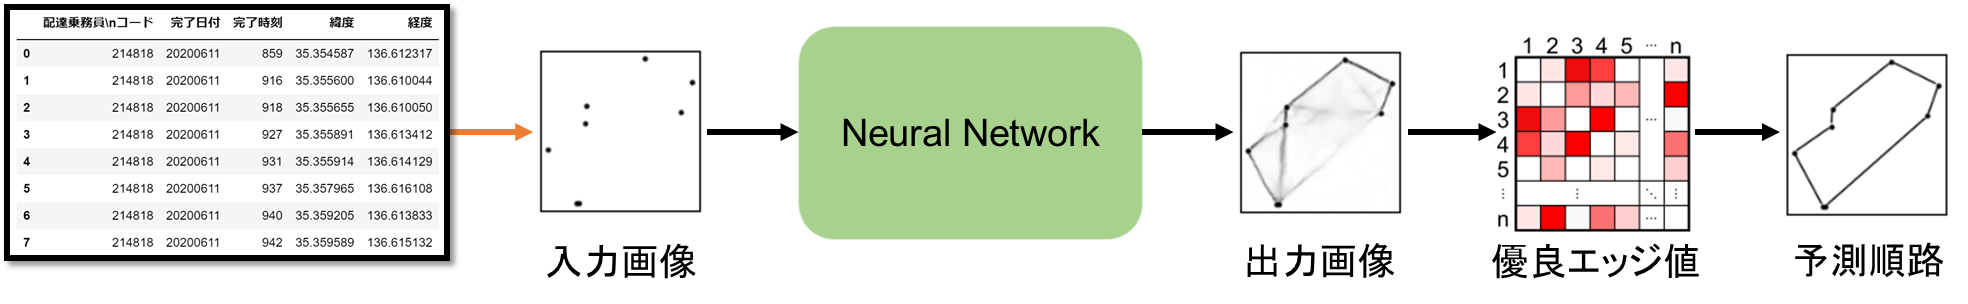 配達乗務員\nコード 完了日付 完了時刻 緯度 経度
0 214818 20200611 859 35.354587 136.612317
1 214818 20200611 916 35.355600 136.610044
2 214818 20200611 918 35.355655 136.610050
3 214818 20200611 927 35.355891 136.613412
4 214818 20200611 931 35.355914 136.614129
5 214818 20200611 937 35.357965 136.616108
6 214818 20200611 940 35.359205 136.613833
7 214818 20200611 942 35.359589 136.615132
入力画像
Neural Network
出力画像
1 2 3 4 5 ... n
1
2
3 ...
4
5
⋮ ⋮ ⋱ ⋮
n ...
優良エッジ値
予測順路